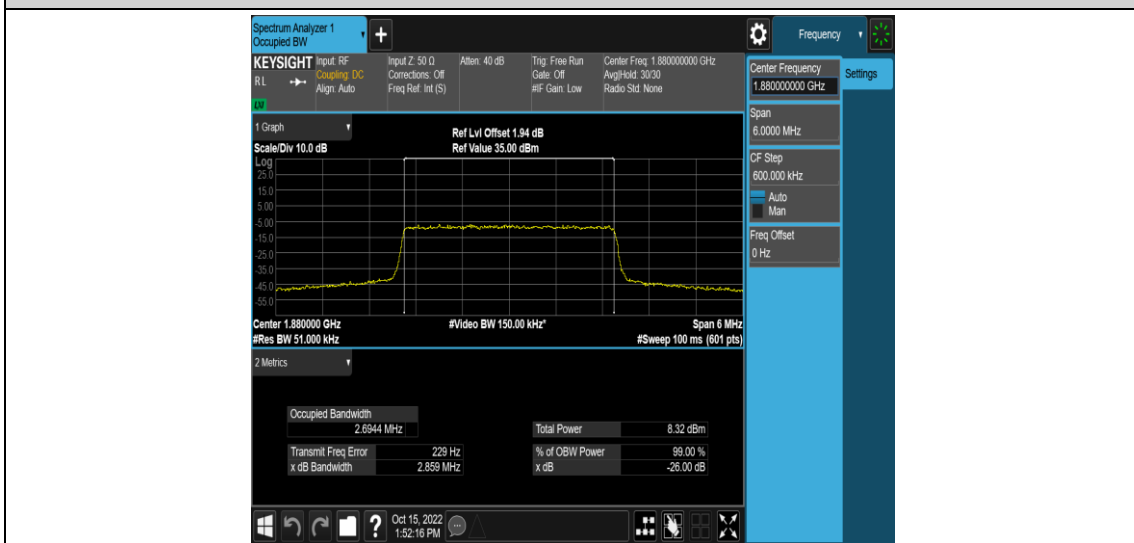 Spectrum Analyzer 1
Occupied BW
+
Frequency
KEYSIGHT Input: RF Input Z: 50 Ω Atten: 40 dB Trig: Free Run Center Freq: 1.880000000 GHz
RL Coupling: DC Corrections: Off Gate: Off Avg|Hold: 30/30
Align: Auto Freq Ref: Int (S) #IF Gain: Low Radio Std: None
LXI
Center Frequency
1.880000000 GHz
Settings
Span
6.0000 MHz
CF Step
600.000 kHz
Auto
Man
Freq Offset
0 Hz
1 Graph
Ref Lvl Offset 1.94 dB
Scale/Div 10.0 dB Ref Value 35.00 dBm
Log
25.0
15.0
5.00
-5.00
-15.0
-25.0
-35.0
-45.0
-55.0
Center 1.880000 GHz #Video BW 150.00 kHz* Span 6 MHz
#Res BW 51.000 kHz #Sweep 100 ms (601 pts)
2 Metrics
Occupied Bandwidth
2.6944 MHz Total Power 8.32 dBm
Transmit Freq Error 229 Hz % of OBW Power 99.00 %
x dB Bandwidth 2.859 MHz x dB -26.00 dB
?
Oct 15, 2022
1:52:16 PM